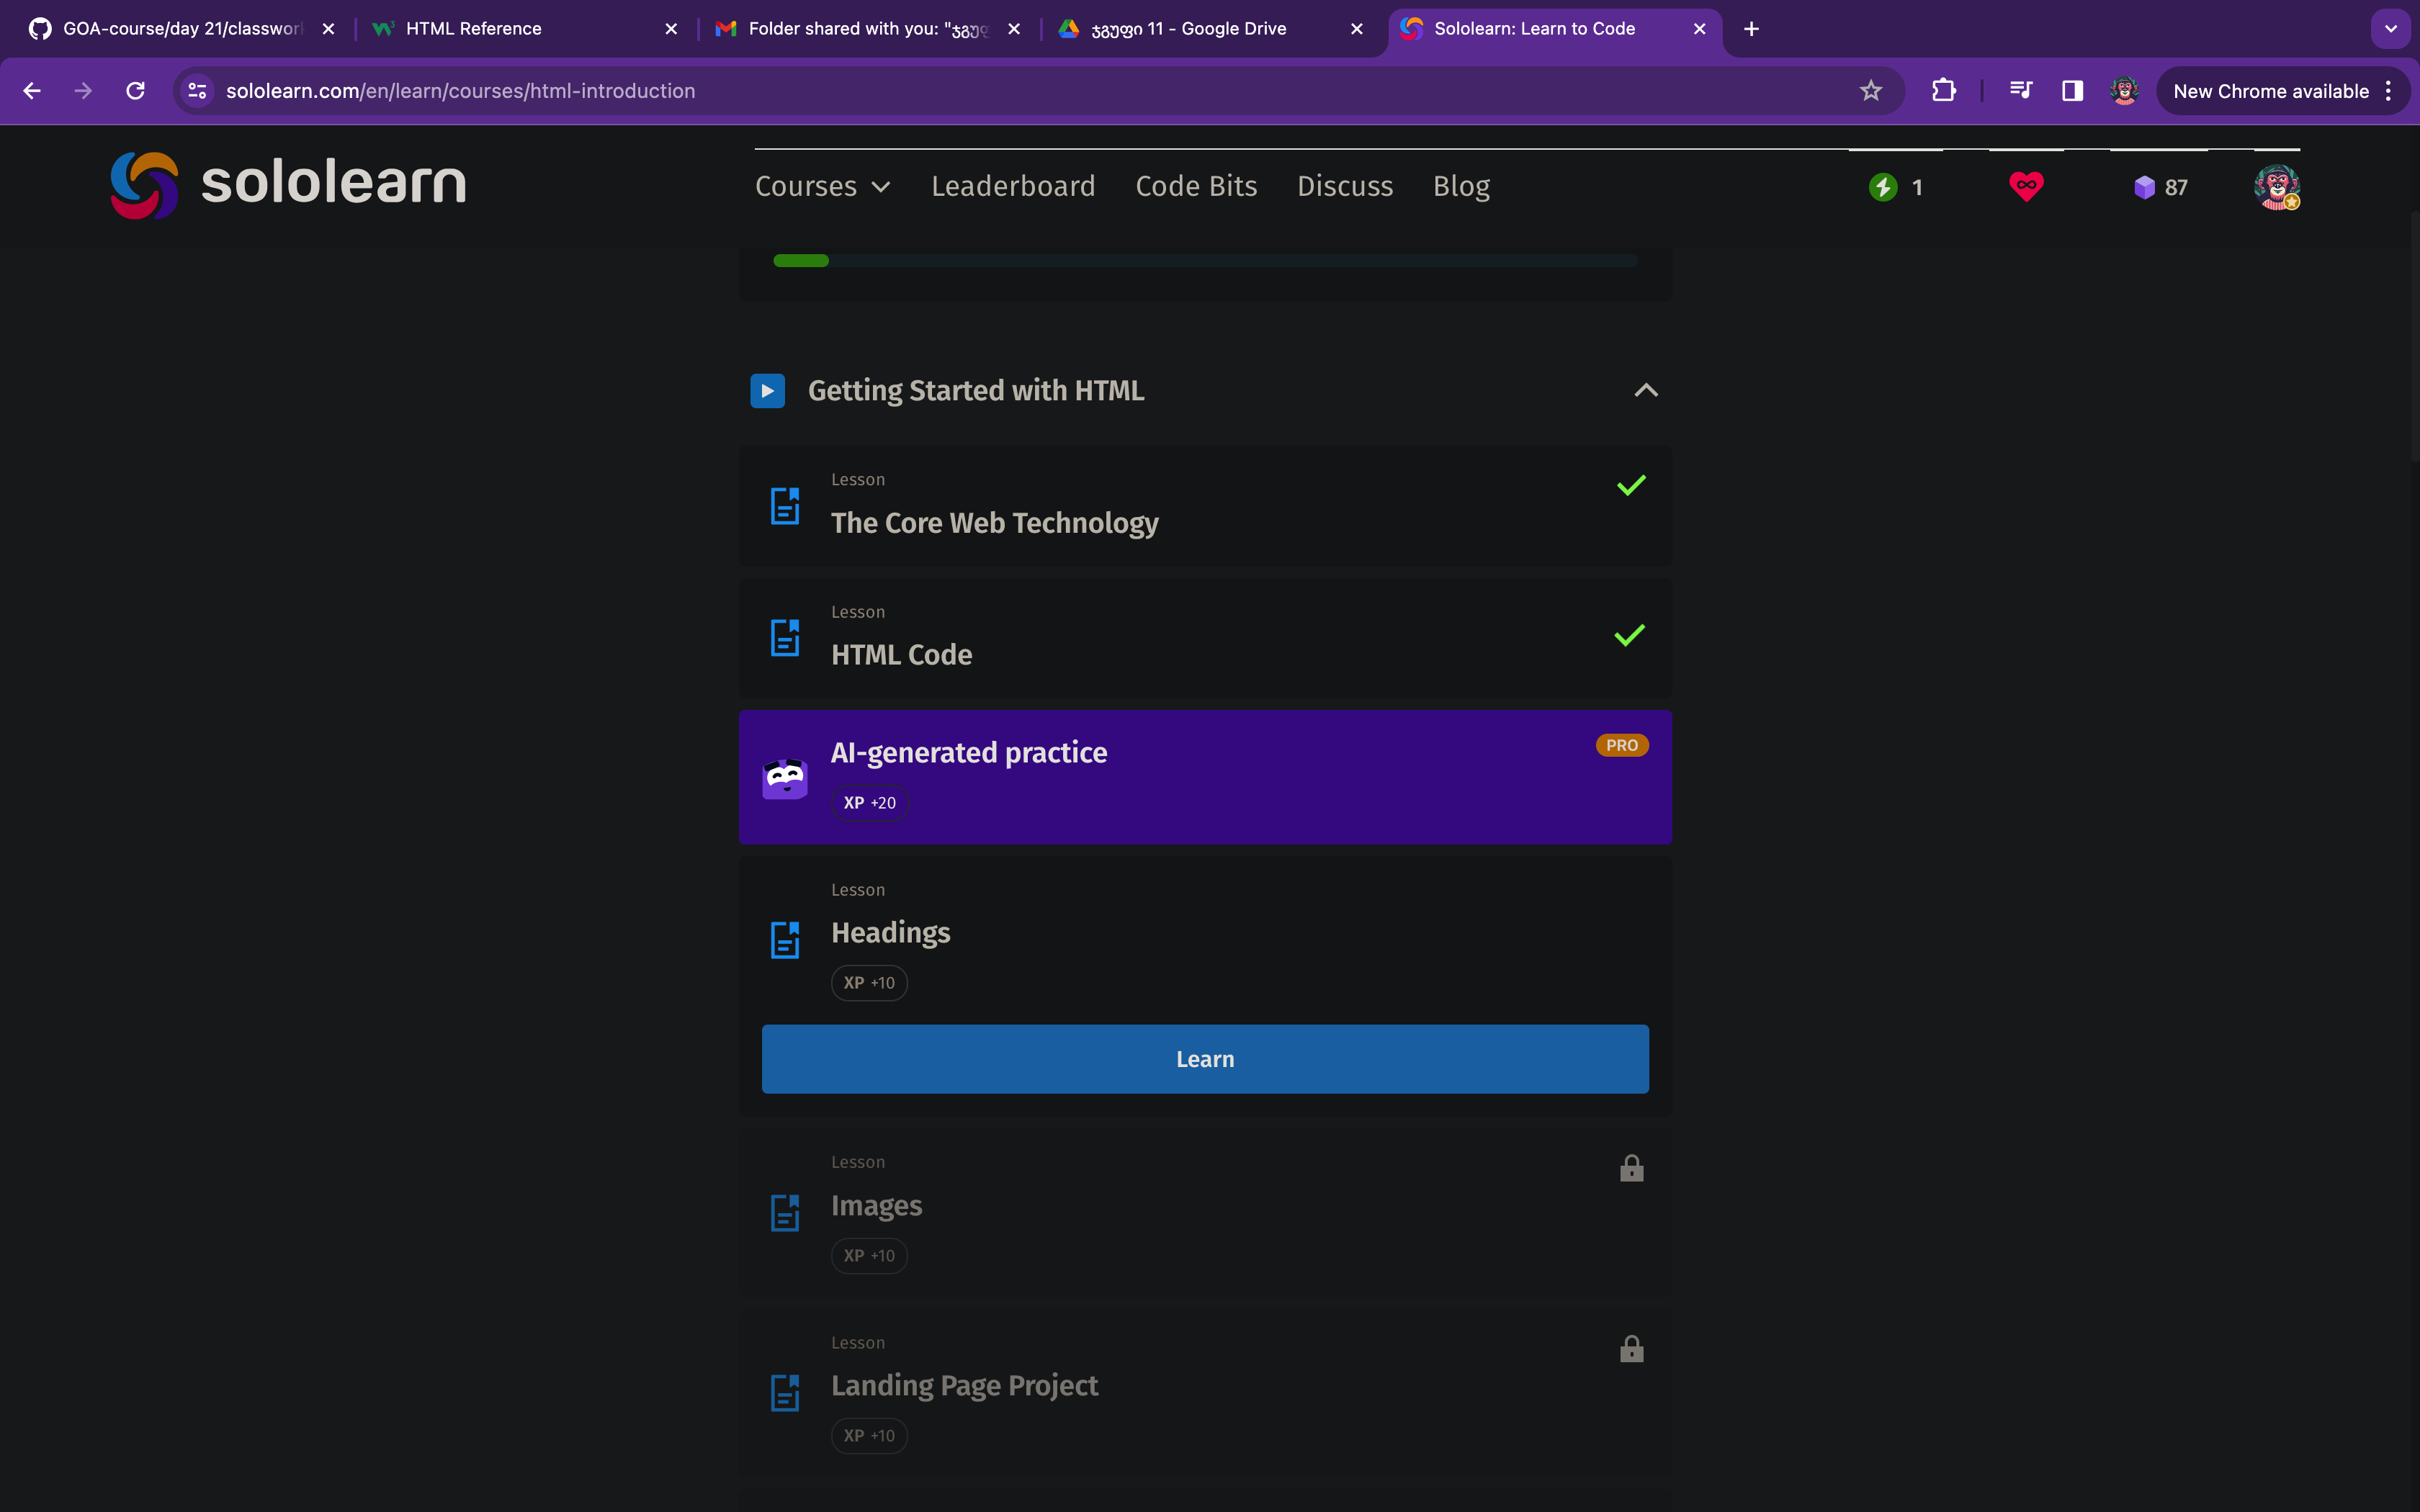 GOA-course/day 21/classwor
HTML Reference
Folder shared with you: "ჯგუფ
ჯგუფი 11 - Google Drive
Sololearn: Learn to Code
sololearn.com/en/learn/courses/html-introduction
New Chrome available
sololearn
Courses
Leaderboard
Code Bits
Discuss
Blog
1
87
Getting Started with HTML
Lesson
The Core Web Technology
Lesson
HTML Code
AI-generated practice
PRO
XP +20
Lesson
Headings
XP +10
Learn
Lesson
Images
XP +10
Lesson
Landing Page Project
XP +10